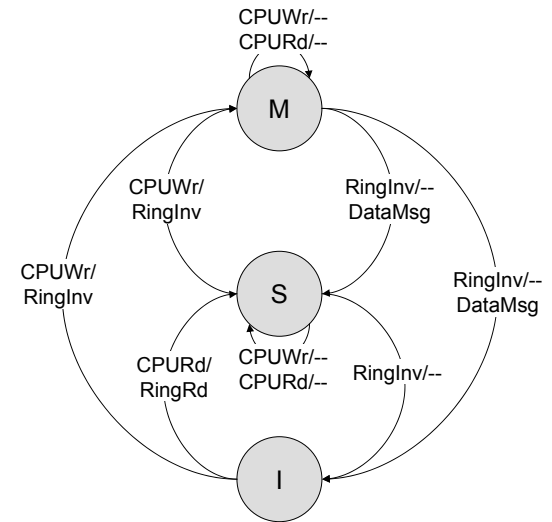 CPUWr/--
CPURd/--
M
CPUWr/
RingInv
RingInv/--
DataMsg
CPUWr/
RingInv
S
RingInv/--
DataMsg
CPURd/
RingRd
CPUWr/--
CPURd/--
RingInv/--
I